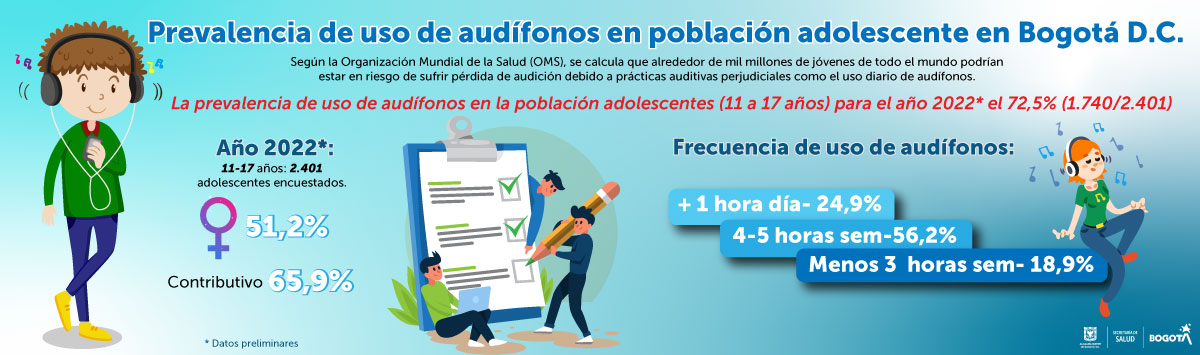 Prevalencia de uso de audífonos en población adolescente en Bogotá D.C.
Según la Organización Mundial de la Salud (OMS), se calcula que alrededor de mil millones de jóvenes de todo el mundo podrían
estar en riesgo de sufrir pérdida de audición debido a prácticas auditivas perjudiciales como el uso diario de audífonos.
La prevalencia de uso de audífonos en la población adolescentes (11 a 17 años) para el año 2022* el 72,5% (1.740/2.401)
Año 2022*:
11-17 años: 2.401
adolescentes encuestados.
51,2%
Contributivo 65,9%
* Datos preliminares
Frecuencia de uso de audífonos:
+ 1 hora día- 24,9%
4-5 horas sem-56,2%
Menos 3 horas sem- 18,9%
SECRETARÍA DE
SALUD
BOGOTÁ